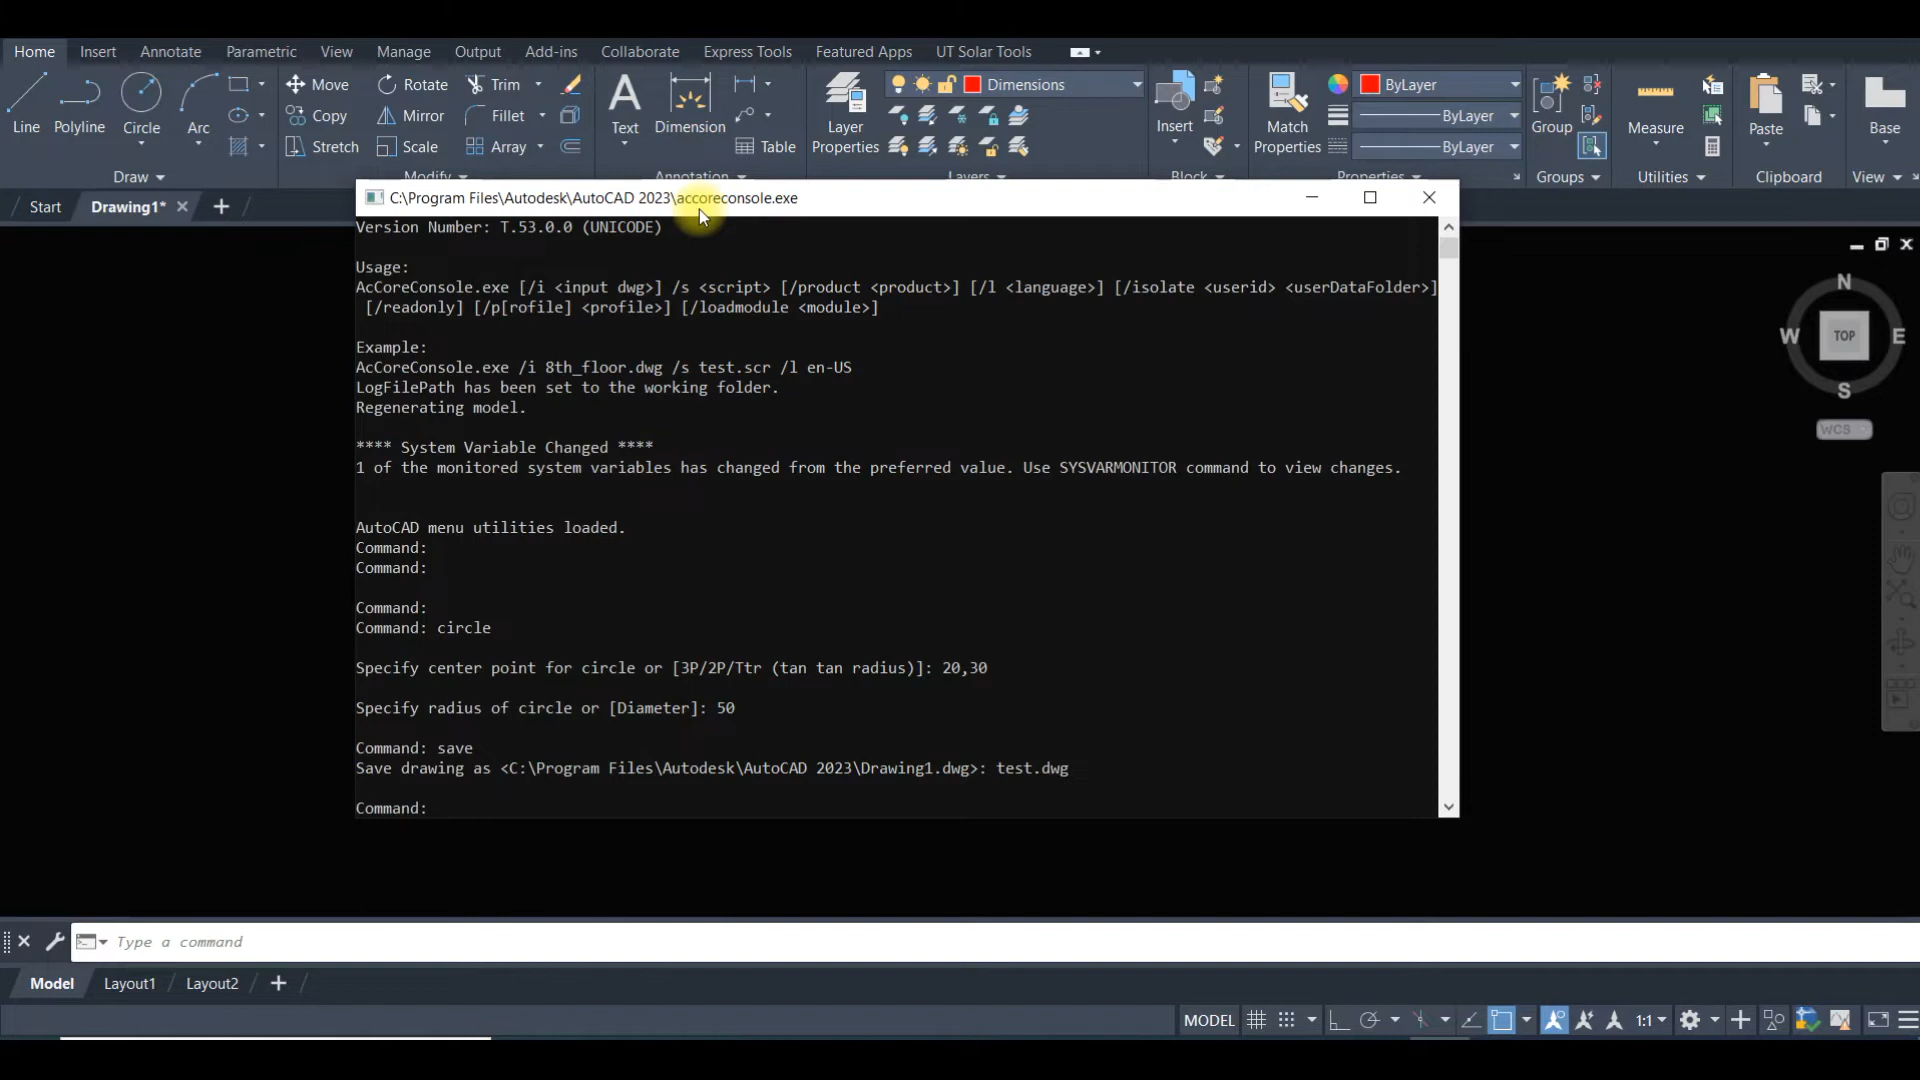 Home Insert Annotate Parametric View Manage Output Add-ins Collaborate Express Tools Featured Apps UT Solar Tools
Line Polyline Circle Arc Move Rotate Trim Text Dimension Layer Properties Dimensions Insert Match Properties ByLayer Group Measure Paste Base
Copy Mirror Fillet ByLayer
Stretch Scale Array Table ByLayer
Draw Modify Annotation Layers Block Properties Groups Utilities Clipboard View
Start Drawing1*
C:\Program Files\Autodesk\AutoCAD 2023\accoreconsole.exe
Version Number: T.53.0.0 (UNICODE)
Usage:
AcCoreConsole.exe [/i <input dwg>] /s <script> [/product <product>] [/l <language>] [/isolate <userid> <userDataFolder>]
[/readonly] [/p[rofile] <profile>] [/loadmodule <module>]
Example:
AcCoreConsole.exe /i 8th_floor.dwg /s test.scr /l en-US
LogFilePath has been set to the working folder.
Regenerating model.
**** System Variable Changed ****
1 of the monitored system variables has changed from the preferred value. Use SYSVARMONITOR command to view changes.
AutoCAD menu utilities loaded.
Command:
Command:
Command:
Command: circle
Specify center point for circle or [3P/2P/Ttr (tan tan radius)]: 20,30
Specify radius of circle or [Diameter]: 50
Command: save
Save drawing as <C:\Program Files\Autodesk\AutoCAD 2023\Drawing1.dwg>: test.dwg
Command:
N
W TOP E
S
WCS
Type a command
Model Layout1 Layout2
MODEL 1:1